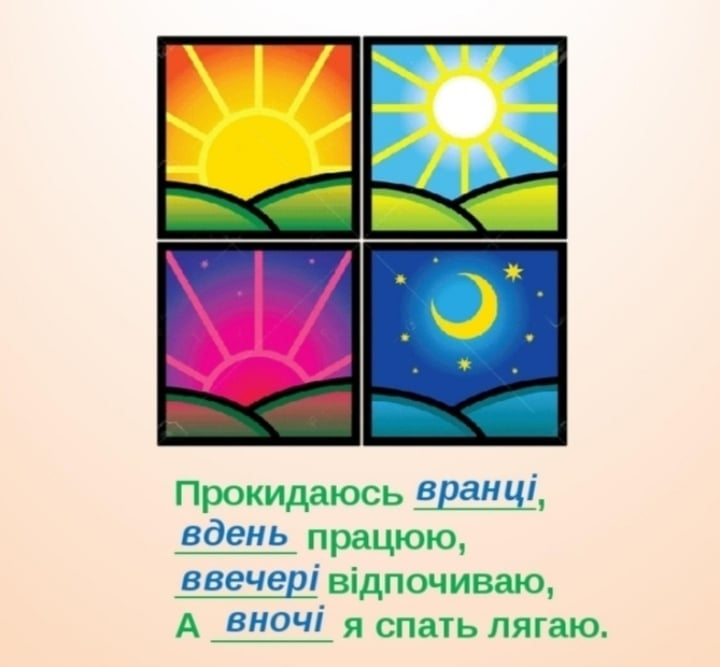 Прокидаюсь вранці,
вдень працюю,
ввечері відпочиваю,
А вночі я спать лягаю.